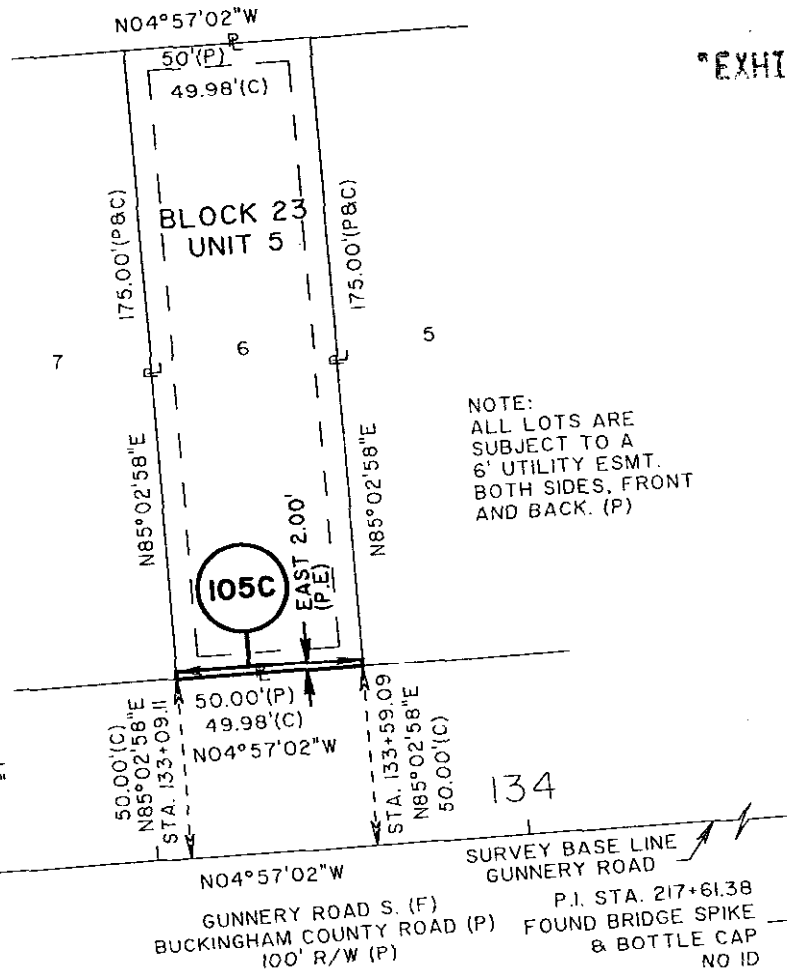 N04°57'02"W
50'(P)
49.98'(C)
"EXHI
BLOCK 23
UNIT 5
175.00'(P&C)
175.00'(P&C)
7
6
5
NOTE:
ALL LOTS ARE
SUBJECT TO A
6' UTILITY ESMT.
BOTH SIDES, FRONT
AND BACK. (P)
N85°02'58"E
N85°02'58"E
105C
EAST 2.00'
(P.E)
50.00'(P)
49.98'(C)
N04°57'02"W
50.00'(C)
N85°02'58"E
STA. 133+09.11
STA. 133+59.09
N85°02'58"E
50.00'(C)
134
N04°57'02"W
SURVEY BASE LINE
GUNNERY ROAD
GUNNERY ROAD S. (F)
BUCKINGHAM COUNTY ROAD (P)
100' R/W (P)
P.I. STA. 217+61.38
FOUND BRIDGE SPIKE
& BOTTLE CAP
NO ID